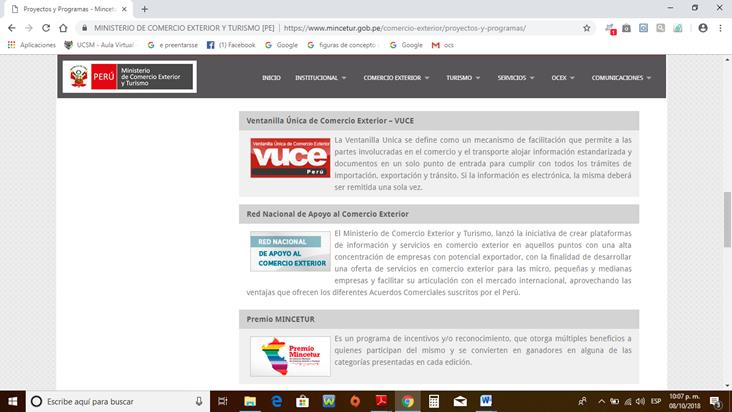 Proyectos y Programas - Mincetu
MINISTERIO DE COMERCIO EXTERIOR Y TURISMO [PE] | https://www.mincetur.gob.pe/comercio-exterior/proyectos-y-programas/
Aplicaciones UCSM - Aula Virtual e preentarsse (1) Facebook Google figuras de concepto Google ocs
PERÚ Ministerio de Comercio Exterior y Turismo
INICIO INSTITUCIONAL COMERCIO EXTERIOR TURISMO SERVICIOS OCEX COMUNICACIONES
Ventanilla Única de Comercio Exterior – VUCE
Ventanilla Única de Comercio Exterior
vuce
Perú
La Ventanilla Unica se define como un mecanismo de facilitación que permite a las
partes involucradas en el comercio y el transporte alojar información estandarizada y
documentos en un solo punto de entrada para cumplir con todos los trámites de
importación, exportación y tránsito. Si la información es electrónica, la misma deberá
ser remitida una sola vez.
Red Nacional de Apoyo al Comercio Exterior
RED NACIONAL
DE APOYO AL
COMERCIO EXTERIOR
El Ministerio de Comercio Exterior y Turismo, lanzó la iniciativa de crear plataformas
de información y servicios en comercio exterior en aquellos puntos con una alta
concentración de empresas con potencial exportador, con la finalidad de desarrollar
una oferta de servicios en comercio exterior para las micro, pequeñas y medianas
empresas y facilitar su articulación con el mercado internacional, aprovechando las
ventajas que ofrecen los diferentes Acuerdos Comerciales suscritos por el Perú.
Premio MINCETUR
Premio
Mincetur
Es un programa de incentivos y/o reconocimiento, que otorga múltiples beneficios a
quienes participan del mismo y se convierten en ganadores en alguna de las
categorías presentadas en cada edición.
Escribe aquí para buscar
ESP
10:07 p. m.
08/10/2018